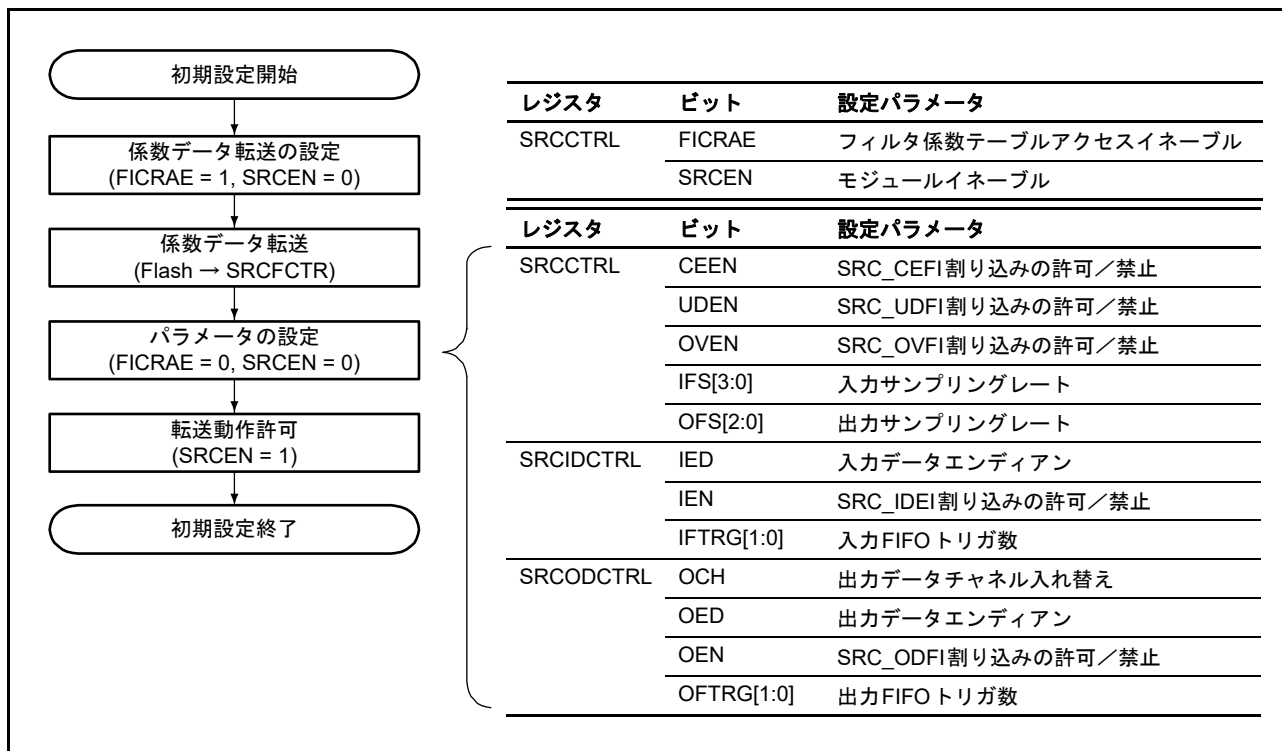 初期設定開始
係数データ転送の設定
(FICRAE = 1, SRCEN = 0)
係数データ転送
(Flash → SRCFCTR)
パラメータの設定
(FICRAE = 0, SRCEN = 0)
転送動作許可
(SRCEN = 1)
初期設定終了
レジスタ ビット 設定パラメータ
SRCCTRL FICRAE フィルタ係数テーブルアクセスイネーブル
SRCEN モジュールイネーブル
レジスタ ビット 設定パラメータ
SRCCTRL CEEN SRC_CEFI割り込みの許可／禁止
UDEN SRC_UDFI割り込みの許可／禁止
OVEN SRC_OVFI割り込みの許可／禁止
IFS[3:0] 入力サンプリングレート
OFS[2:0] 出力サンプリングレート
SRCIDCTRL IED 入力データエンディアン
IEN SRC_IDEI割り込みの許可／禁止
IFTRG[1:0] 入力FIFOトリガ数
SRCODCTRL OCH 出力データチャネル入れ替え
OED 出力データエンディアン
OEN SRC_ODFI割り込みの許可／禁止
OFTRG[1:0] 出力FIFOトリガ数